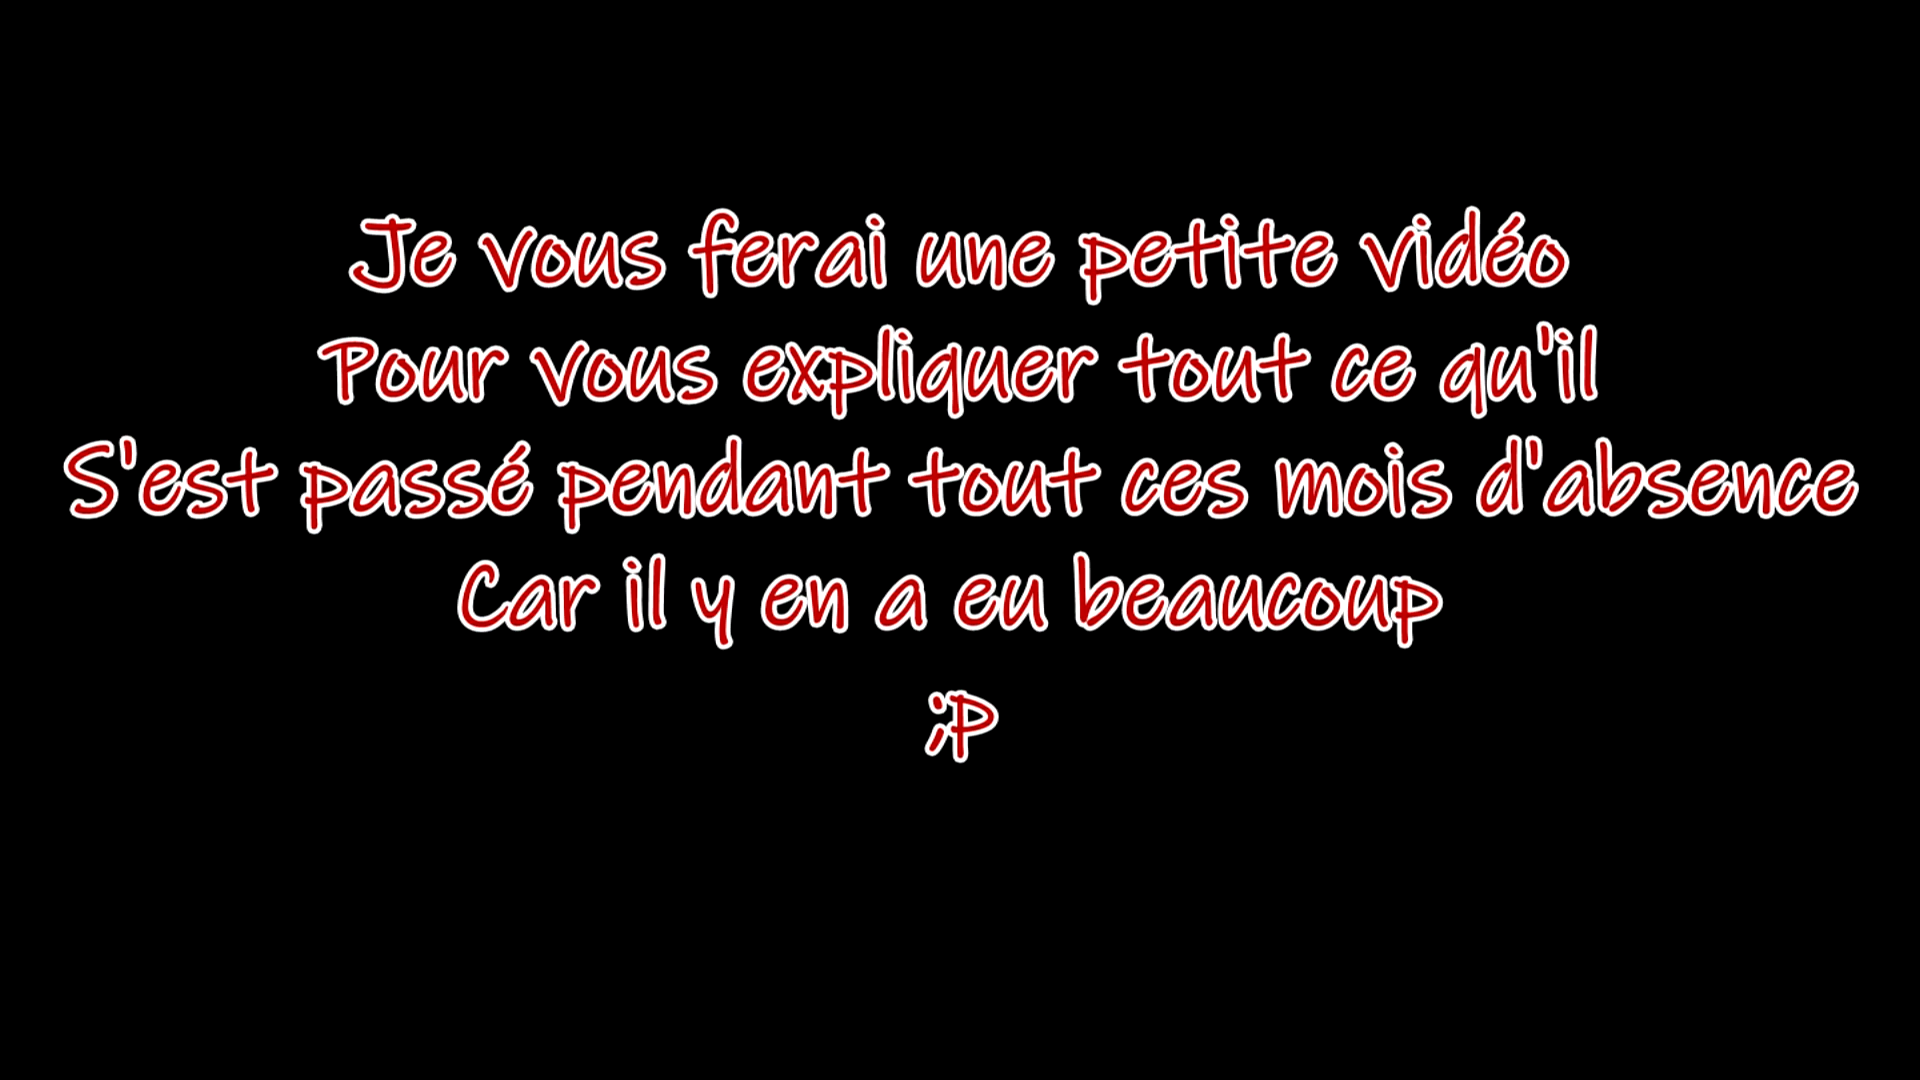 Je vous ferai une petite vidéo
Pour vous expliquer tout ce qu'il
S'est passé pendant tout ces mois d'absence
Car il y en a eu beaucoup
;p